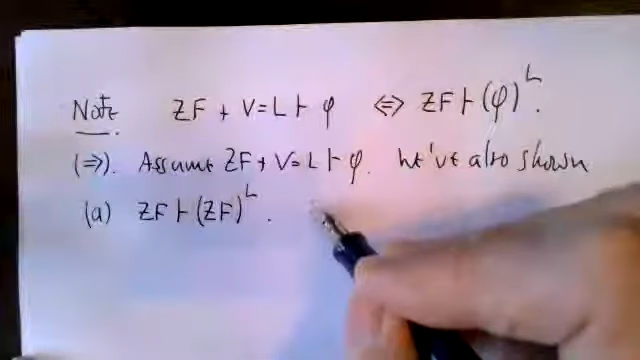 Note ZF + V=L ⊢ φ ⇔ ZF ⊢ (φ)^L.
(⇒). Assume ZF + V=L ⊢ φ. We've also shown
(a) ZF ⊢ (ZF)^L.